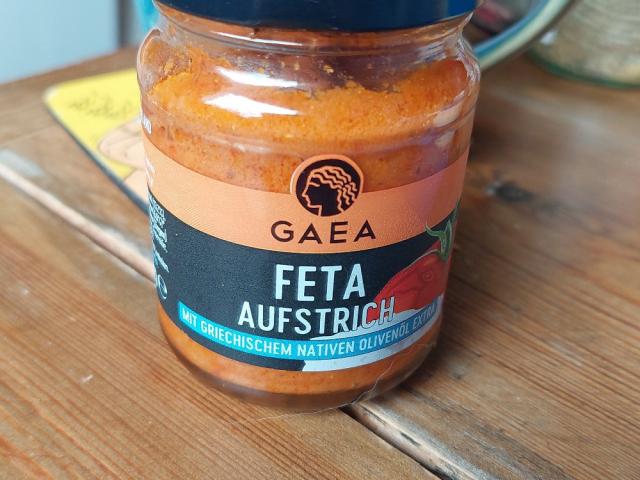 GAEA
FETA
AUFSTRICH
MIT GRIECHISCHEM NATIVEN OLIVENÖL EXTRA